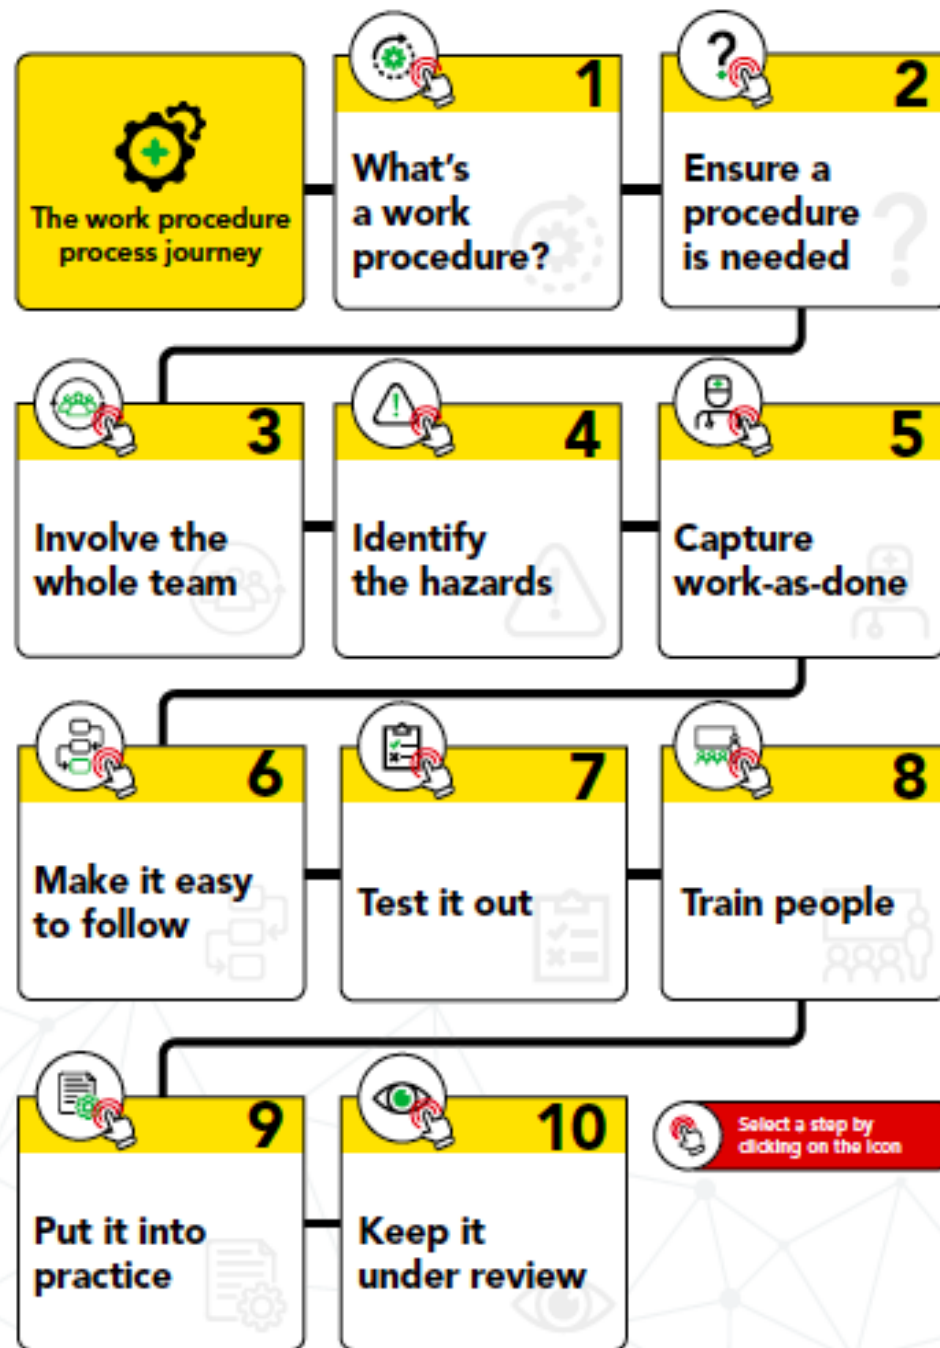 The work procedure
process journey
1
What's
a work
procedure?
2
Ensure a
procedure
is needed
3
Involve the
whole team
4
Identify
the hazards
5
Capture
work-as-done
6
Make it easy
to follow
7
Test it out
8
Train people
9
Put it into
practice
10
Keep it
under review
Select a step by
clicking on the icon